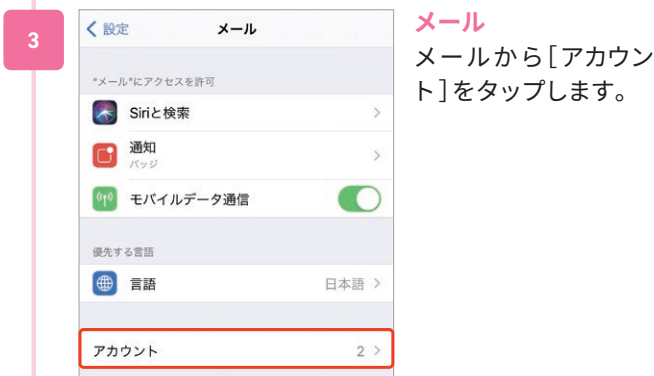 3
設定 メール
"メール"にアクセスを許可
Siriと検索
通知
バッジ
モバイルデータ通信
優先する言語
言語 日本語
アカウント 2
メール
メールから［アカウン
ト］をタップします。